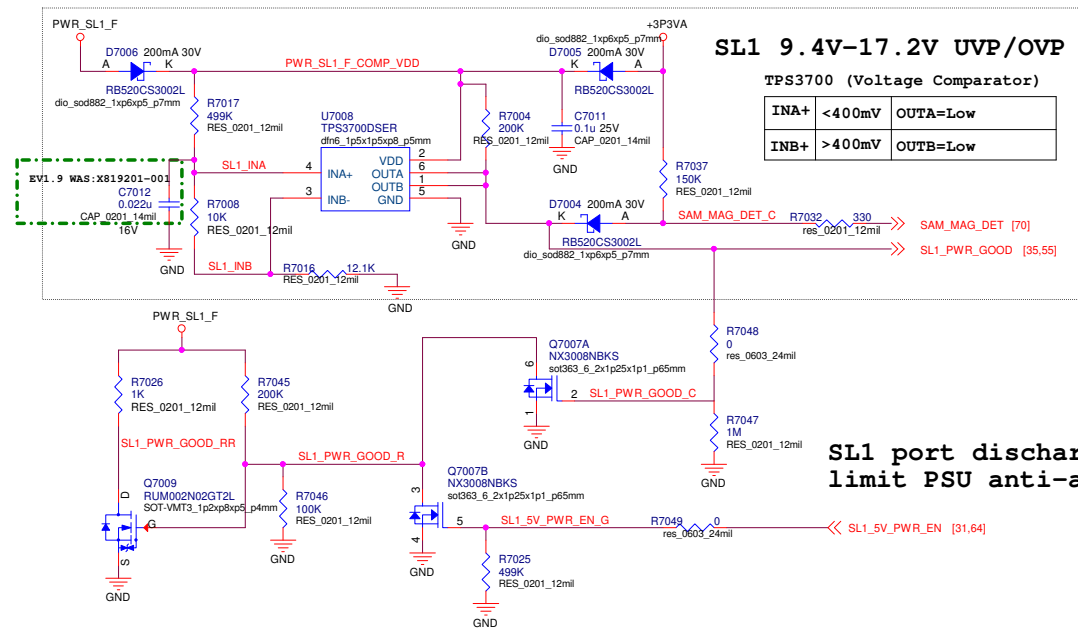 PWR_SL1_F
D7006 200mA 30V
A K
RB520CS3002L
dio_sod882_1xp6xp5_p7mm
PWR_SL1_F_COMP_VDD
dio_sod882_1xp6xp5_p7mm
D7005 200mA 30V
K A
RB520CS3002L
+3P3VA
SL1 9.4V-17.2V UVP/OVP
TPS3700 (Voltage Comparator)
INA+ <400mV OUTA=Low
INB+ >400mV OUTB=Low
R7017
499K
RES_0201_12mil
U7008
TPS3700DSER
dfn6_1p5x1p5xp8_p5mm
VDD 2
OUTA 6
OUTB 1
GND 5
4 INA+
3 INB-
R7004
200K
RES_0201_12mil
C7011
0.1u 25V
CAP_0201_14mil
GND
R7037
150K
RES_0201_12mil
SL1_INA
EV1.9 WAS:X819201-001
C7012
0.022u
CAP_0201_14mil
16V
GND
R7008
10K
RES_0201_12mil
SL1_INB
R7016 12.1K
RES_0201_12mil
GND
GND
D7004 200mA 30V
K A
RB520CS3002L
dio_sod882_1xp6xp5_p7mm
SAM_MAG_DET_C
R7032 330
res_0201_12mil
SAM_MAG_DET [70]
SL1_PWR_GOOD [35,55]
PWR_SL1_F
R7026
1K
RES_0201_12mil
R7045
200K
RES_0201_12mil
Q7007A
NX3008NBKS
sot363_6_2x1p25x1p1_p65mm
6
2
1
GND
SL1_PWR_GOOD_C
R7048
0
res_0603_24mil
R7047
1M
RES_0201_12mil
GND
SL1_PWR_GOOD_RR
SL1_PWR_GOOD_R
Q7009
RUM002N02GT2L
SOT-VMT3_1p2xp8xp5_p4mm
D
G
S
GND
R7046
100K
RES_0201_12mil
GND
Q7007B
NX3008NBKS
sot363_6_2x1p25x1p1_p65mm
3
5
4
GND
SL1_5V_PWR_EN_G
R7025
499K
RES_0201_12mil
GND
R7049 0
res_0603_24mil
SL1_5V_PWR_EN [31,64]
SL1 port dischar
limit PSU anti-a